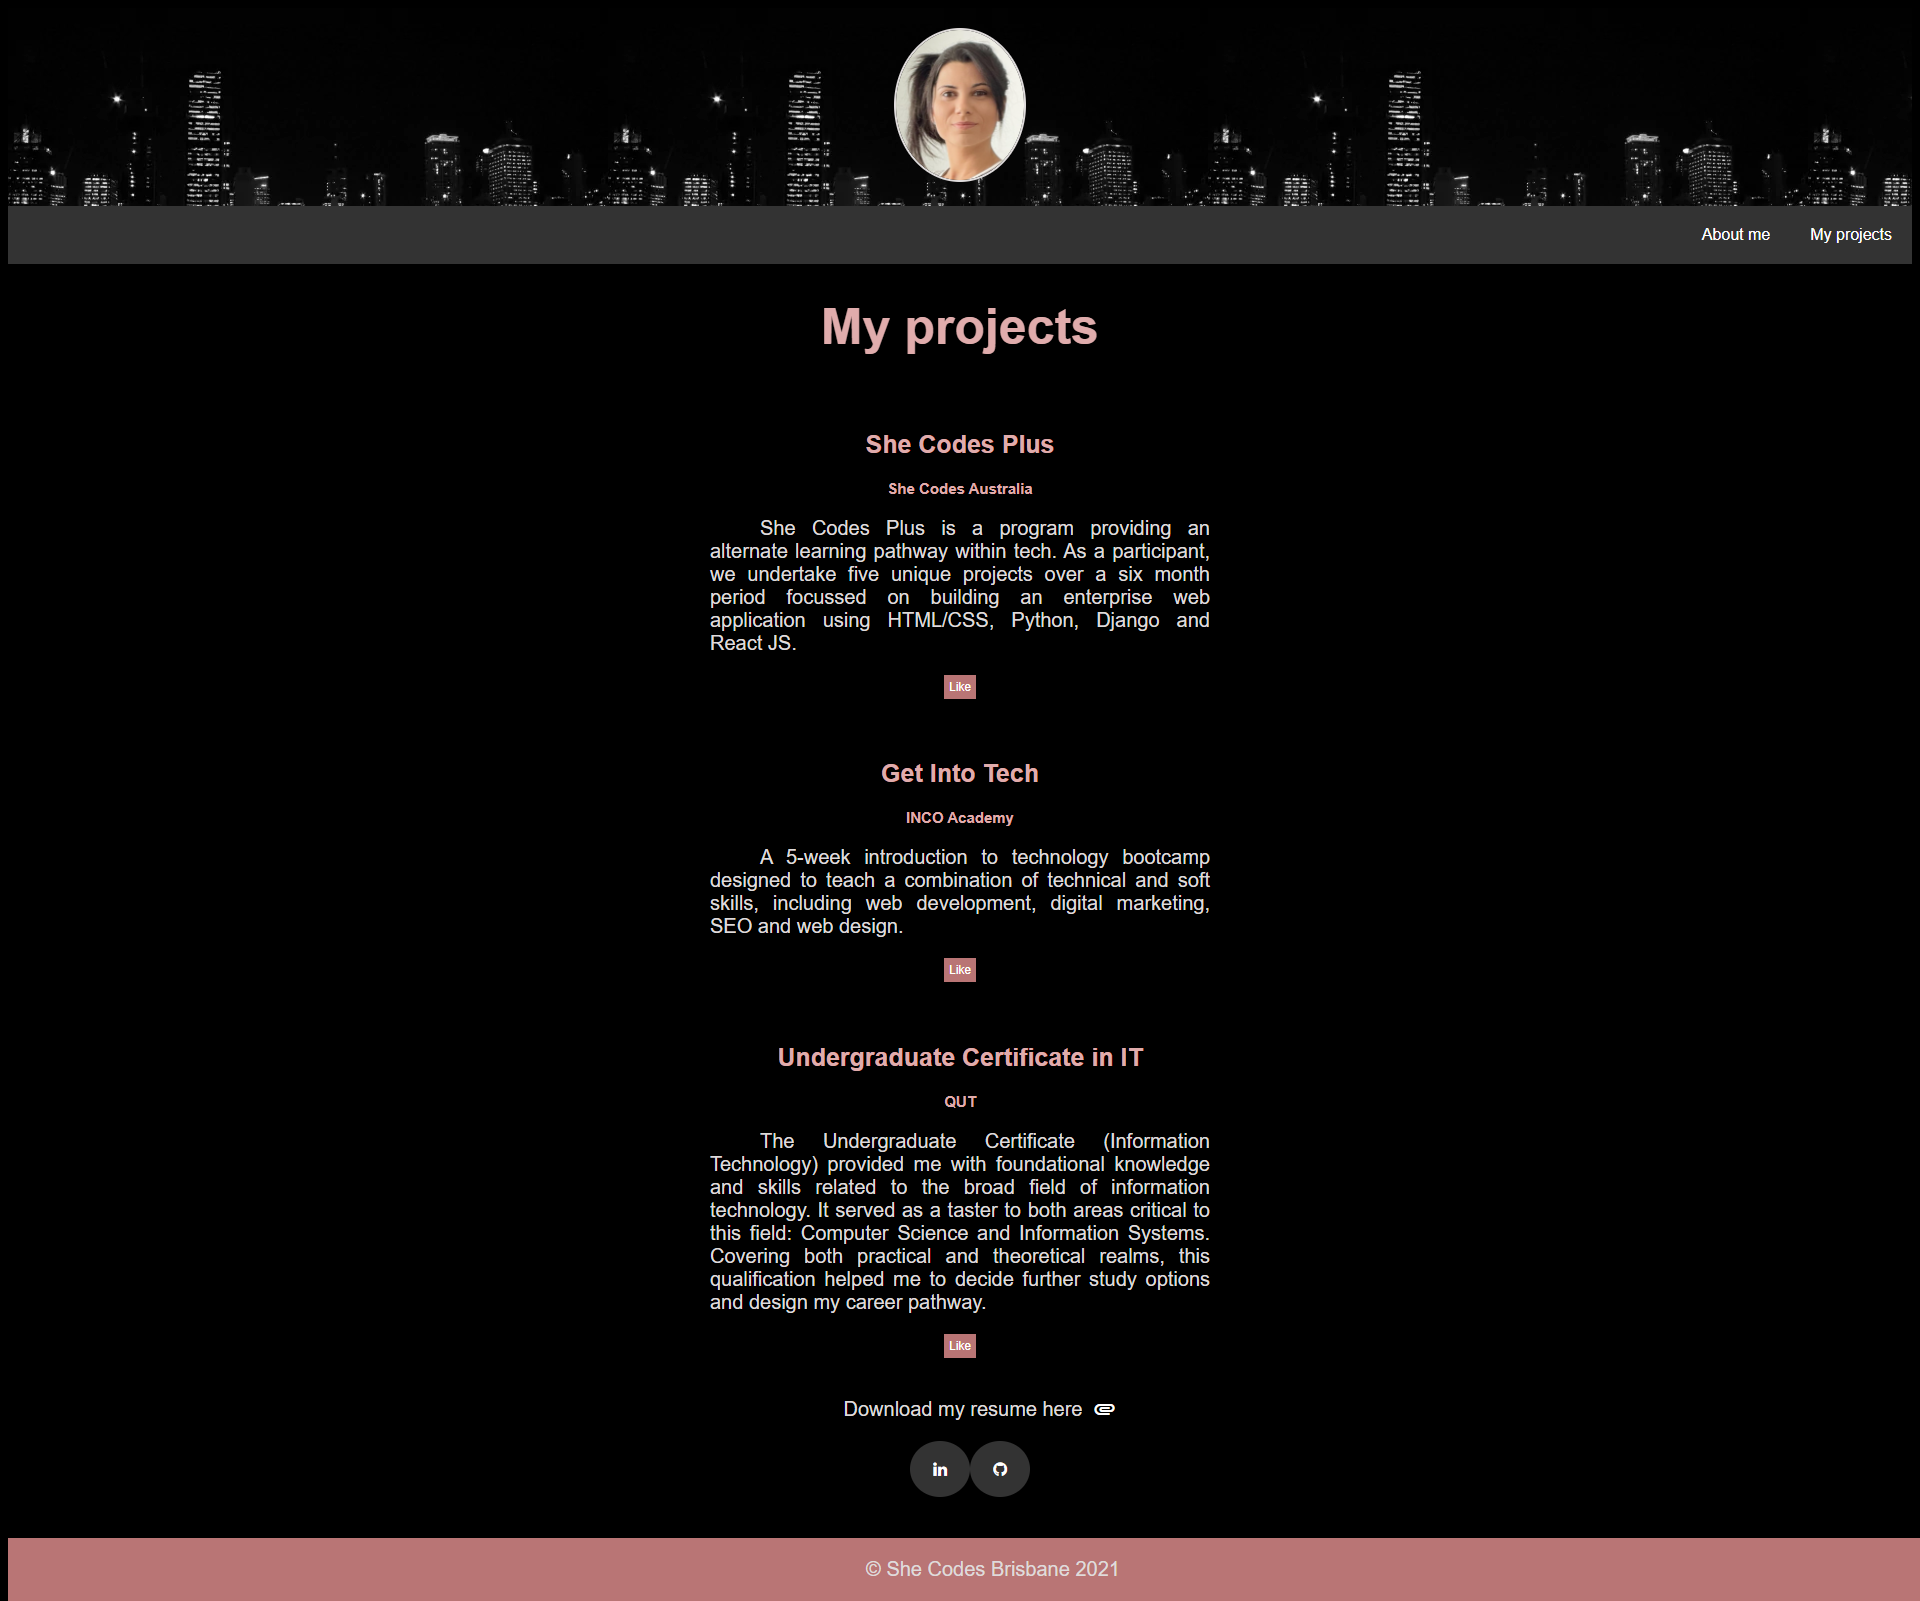 About me
My projects
My projects
She Codes Plus
She Codes Australia
She Codes Plus is a program providing an
alternate learning pathway within tech. As a participant,
we undertake five unique projects over a six month
period focussed on building an enterprise web
application using HTML/CSS, Python, Django and
React JS.
Like
Get Into Tech
INCO Academy
A 5-week introduction to technology bootcamp
designed to teach a combination of technical and soft
skills, including web development, digital marketing,
SEO and web design.
Like
Undergraduate Certificate in IT
QUT
The Undergraduate Certificate (Information
Technology) provided me with foundational knowledge
and skills related to the broad field of information
technology. It served as a taster to both areas critical to
this field: Computer Science and Information Systems.
Covering both practical and theoretical realms, this
qualification helped me to decide further study options
and design my career pathway.
Like
Download my resume here
in
© She Codes Brisbane 2021